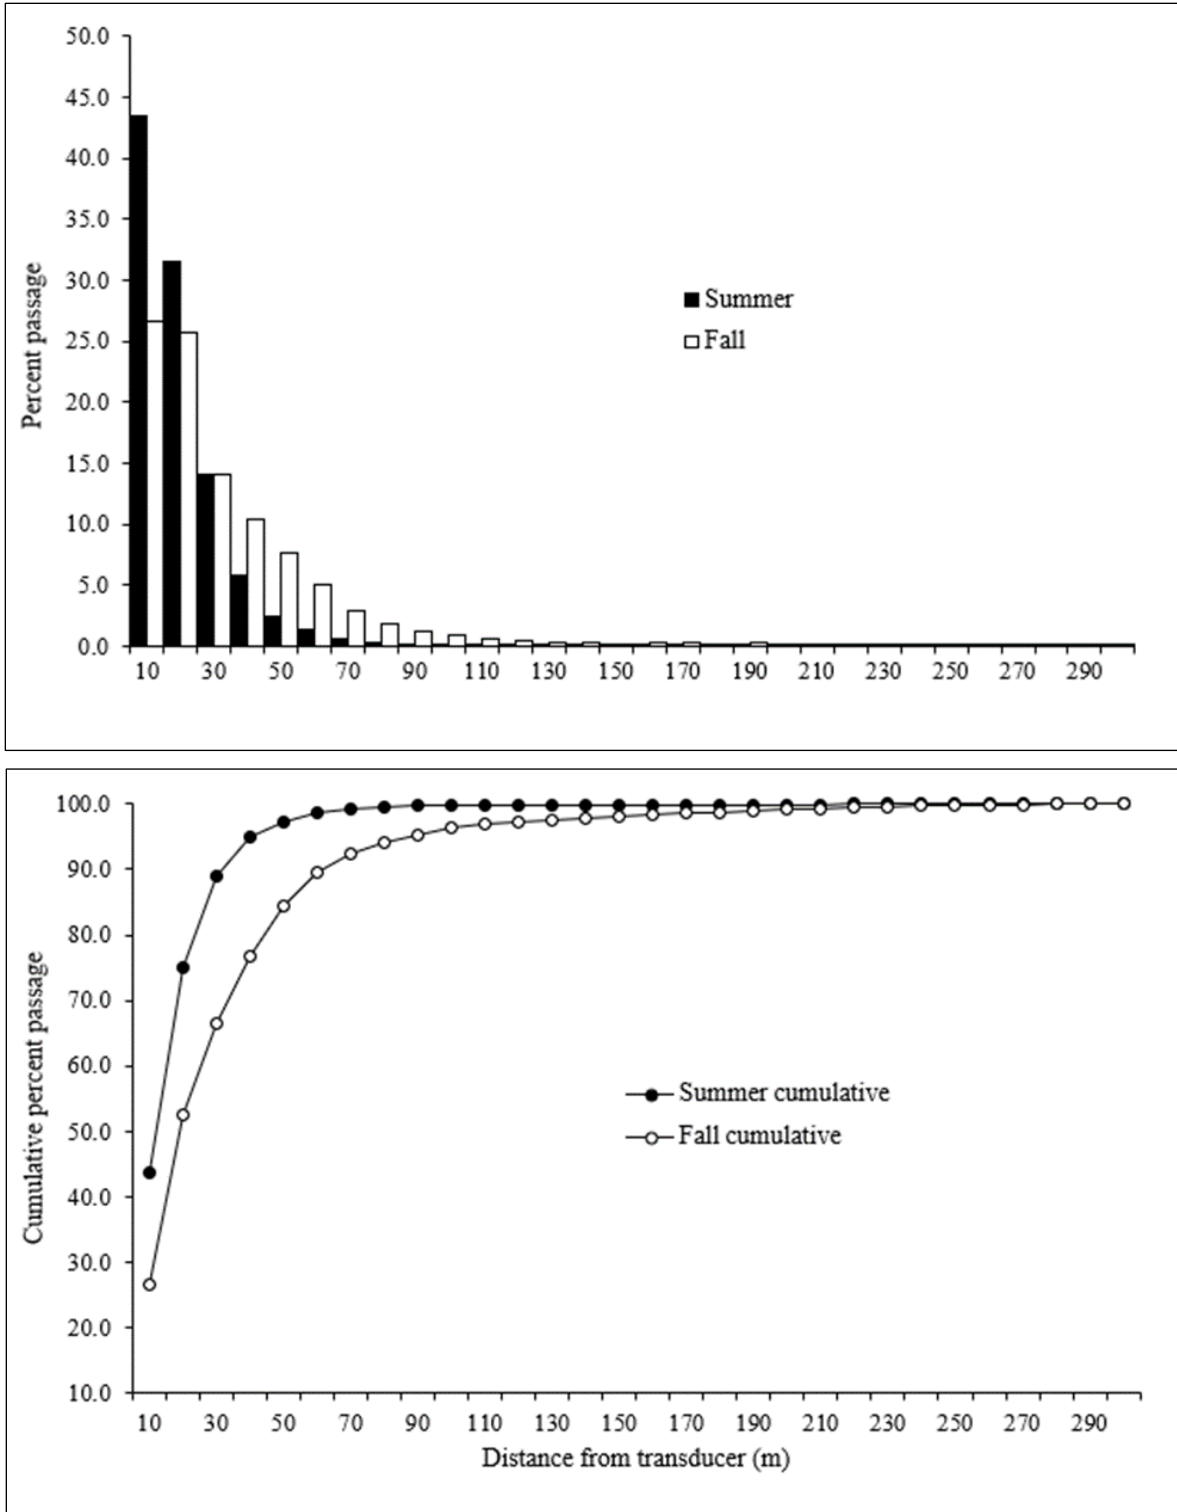 50.0
45.0
40.0
35.0
30.0
25.0
20.0
15.0
10.0
5.0
0.0
Percent passage
Summer
Fall
10 30 50 70 90 110 130 150 170 190 210 230 250 270 290
100.0
90.0
80.0
70.0
60.0
50.0
40.0
30.0
20.0
10.0
Cumulative percent passage
Summer cumulative
Fall cumulative
10 30 50 70 90 110 130 150 170 190 210 230 250 270 290
Distance from transducer (m)